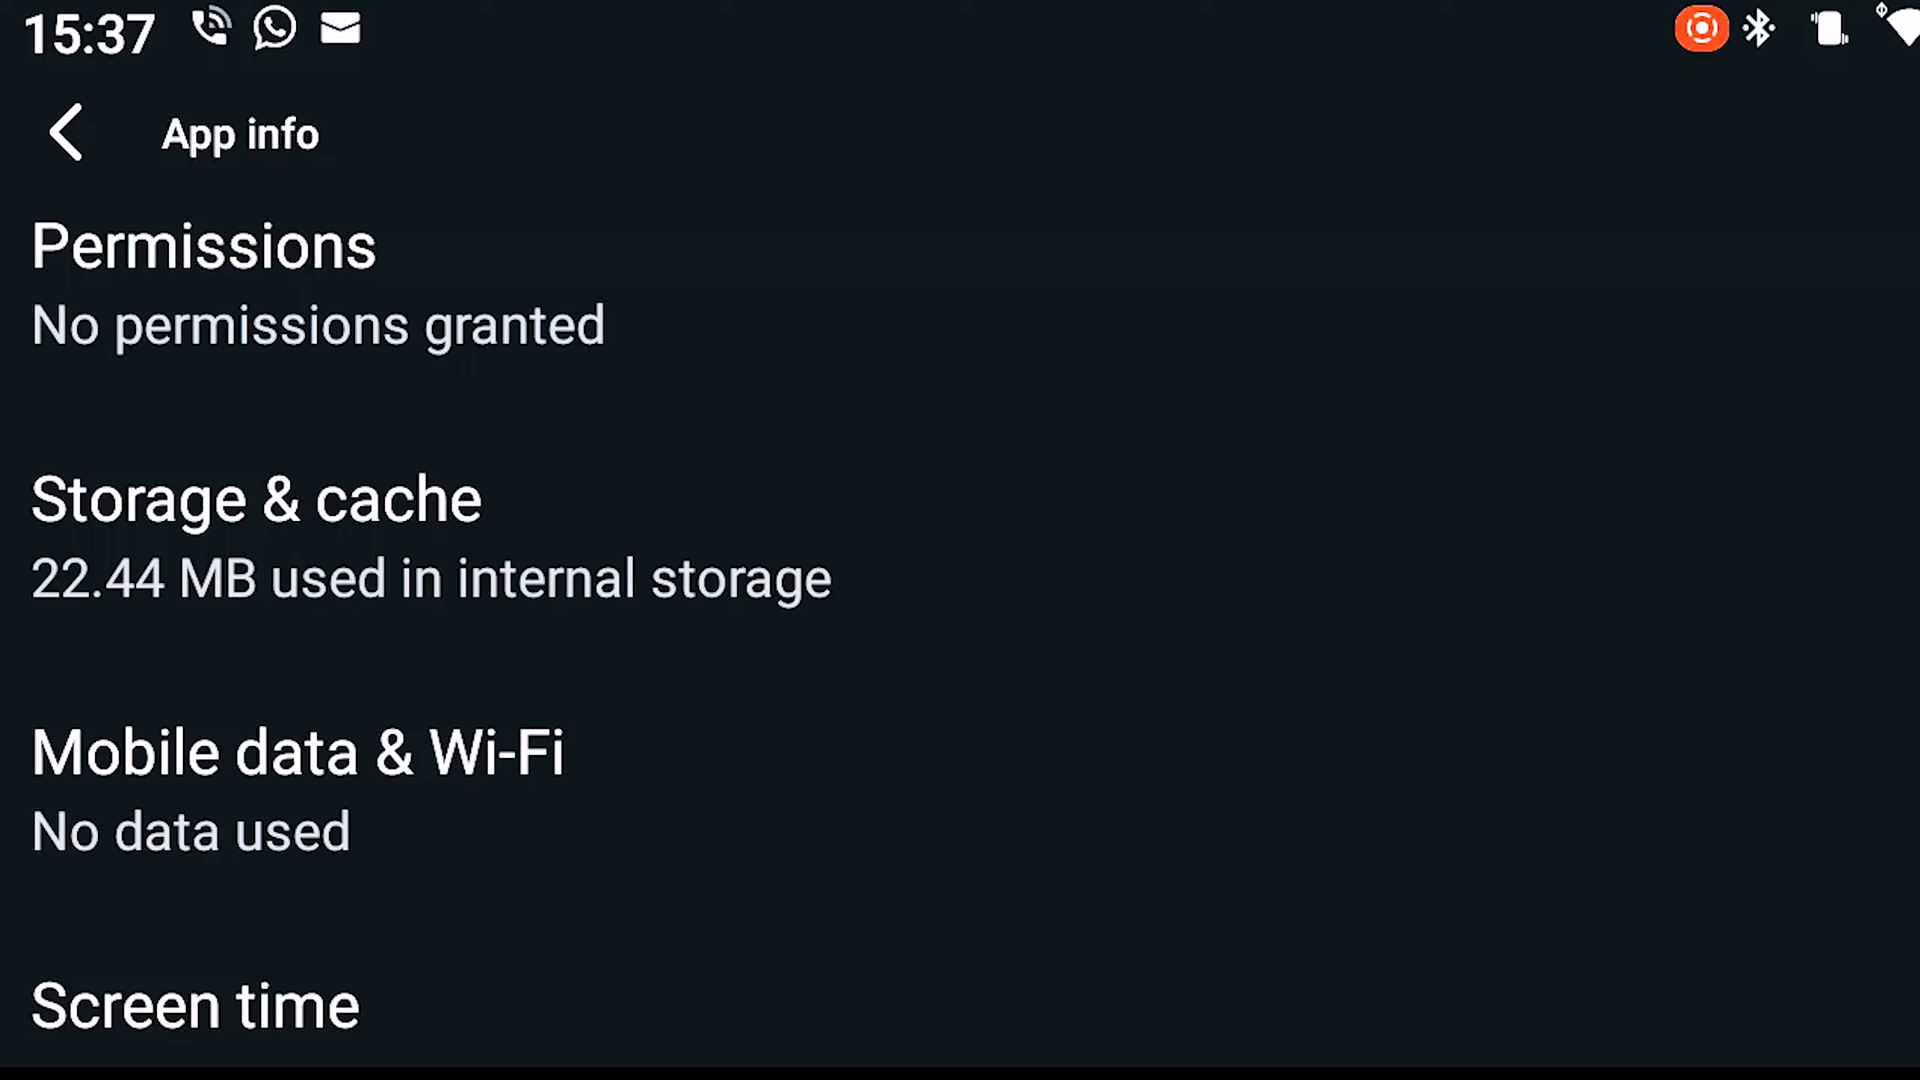 15:37
App info
Permissions
No permissions granted
Storage & cache
22.44 MB used in internal storage
Mobile data & Wi-Fi
No data used
Screen time